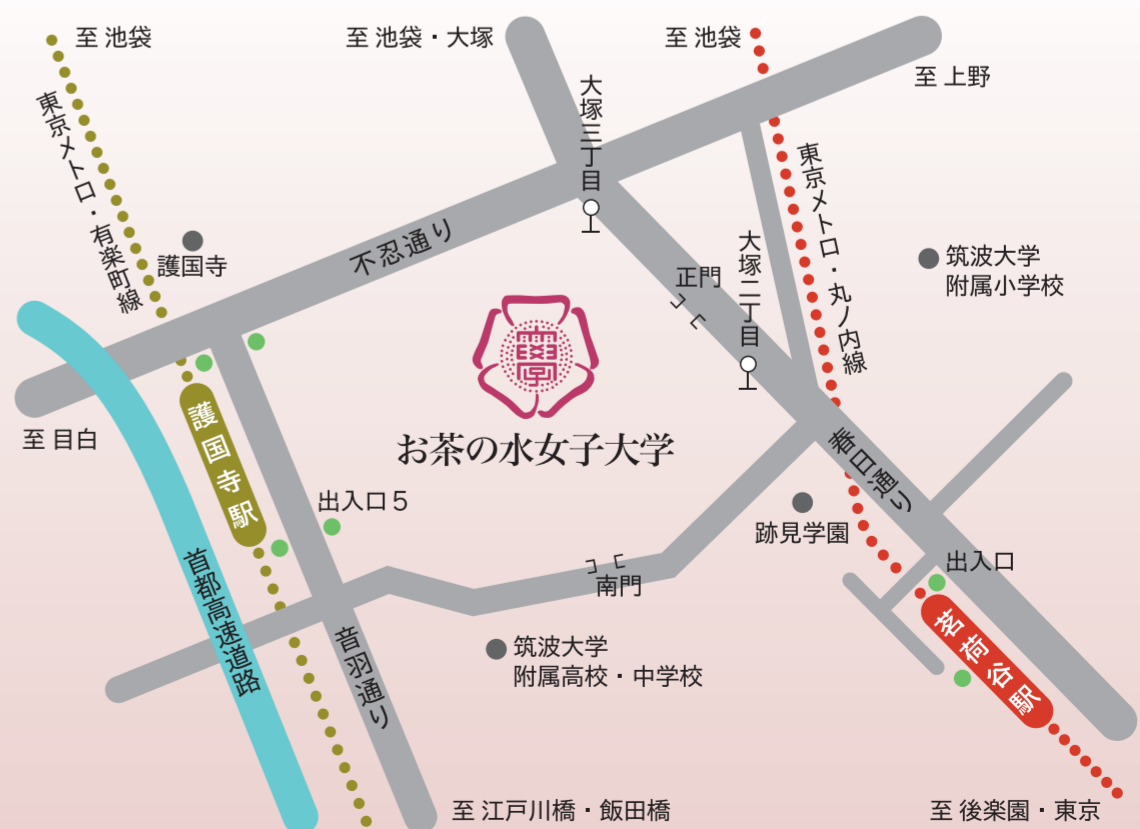 至 池袋
至 池袋・大塚
至 池袋
至 上野
東京メトロ・有楽町線
大塚三丁目
東京メトロ・丸ノ内線
護国寺
不忍通り
正門
大塚二丁目
筑波大学
附属小学校
至 目白
護国寺駅
お茶の水女子大学
春日通り
出入口５
跡見学園
出入口
首都高速道路
南門
茗荷谷駅
音羽通り
筑波大学
附属高校・中学校
至 江戸川橋・飯田橋
至 後楽園・東京